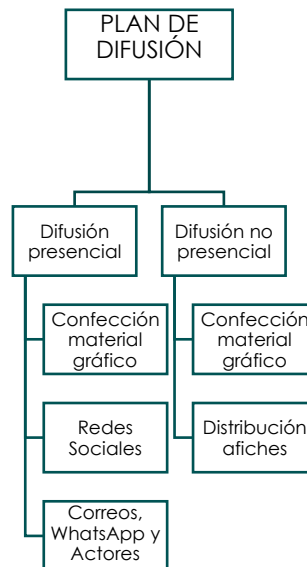 PLAN DE
DIFUSIÓN
Difusión
presencial
Difusión no
presencial
Confección
material
gráfico
Confección
material
gráfico
Redes
Sociales
Distribución
afiches
Correos,
WhatsApp y
Actores